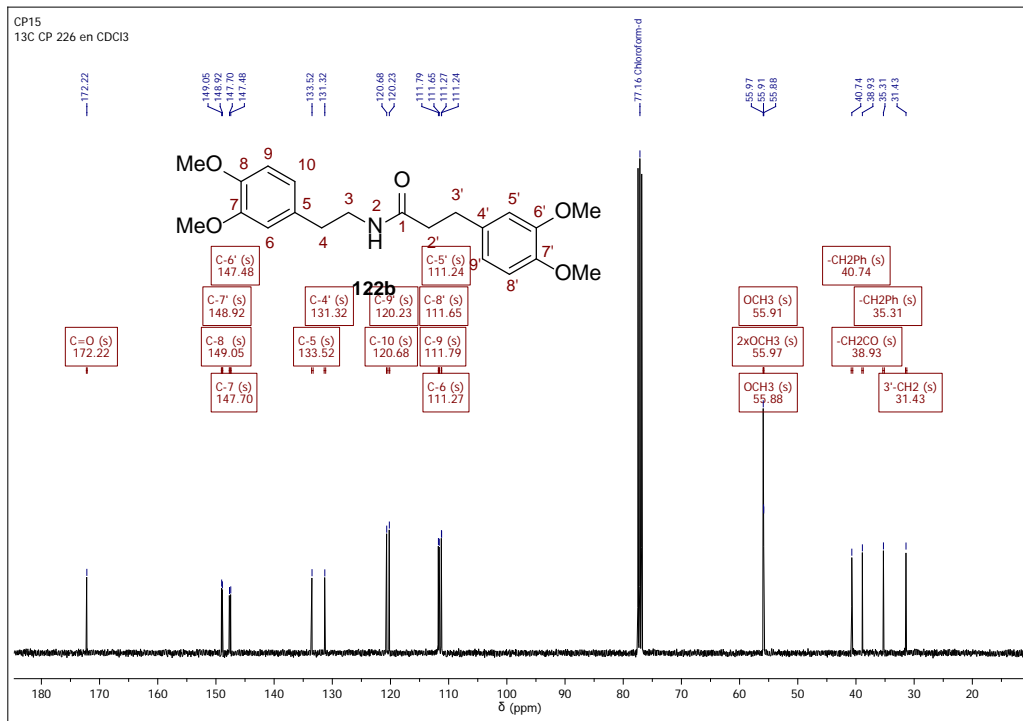 CP15
13C CP 226 en CDCl3
172.22
149.05
148.92
147.70
147.48
133.52
131.32
120.68
120.23
111.79
111.65
111.27
111.24
77.16 Chloroform-d
55.97
55.91
55.88
40.74
38.93
35.31
31.43
MeO 8 9 10
MeO 7 6 5 4 3 2 N H O 1 2' 3' 4' 5' 6' OMe
9' 8' 7' OMe
122b
C-6' (s)
147.48
C-5' (s)
111.24
-CH2Ph (s)
40.74
C-7' (s)
148.92
C-4' (s)
131.32
C-9' (s)
120.23
C-8' (s)
111.65
OCH3 (s)
55.91
-CH2Ph (s)
35.31
C=O (s)
172.22
C-8 (s)
149.05
C-5 (s)
133.52
C-10 (s)
120.68
C-9 (s)
111.79
2xOCH3 (s)
55.97
-CH2CO (s)
38.93
C-7 (s)
147.70
C-6 (s)
111.27
OCH3 (s)
55.88
3'-CH2 (s)
31.43
180 170 160 150 140 130 120 110 100 90 80 70 60 50 40 30 20
δ (ppm)